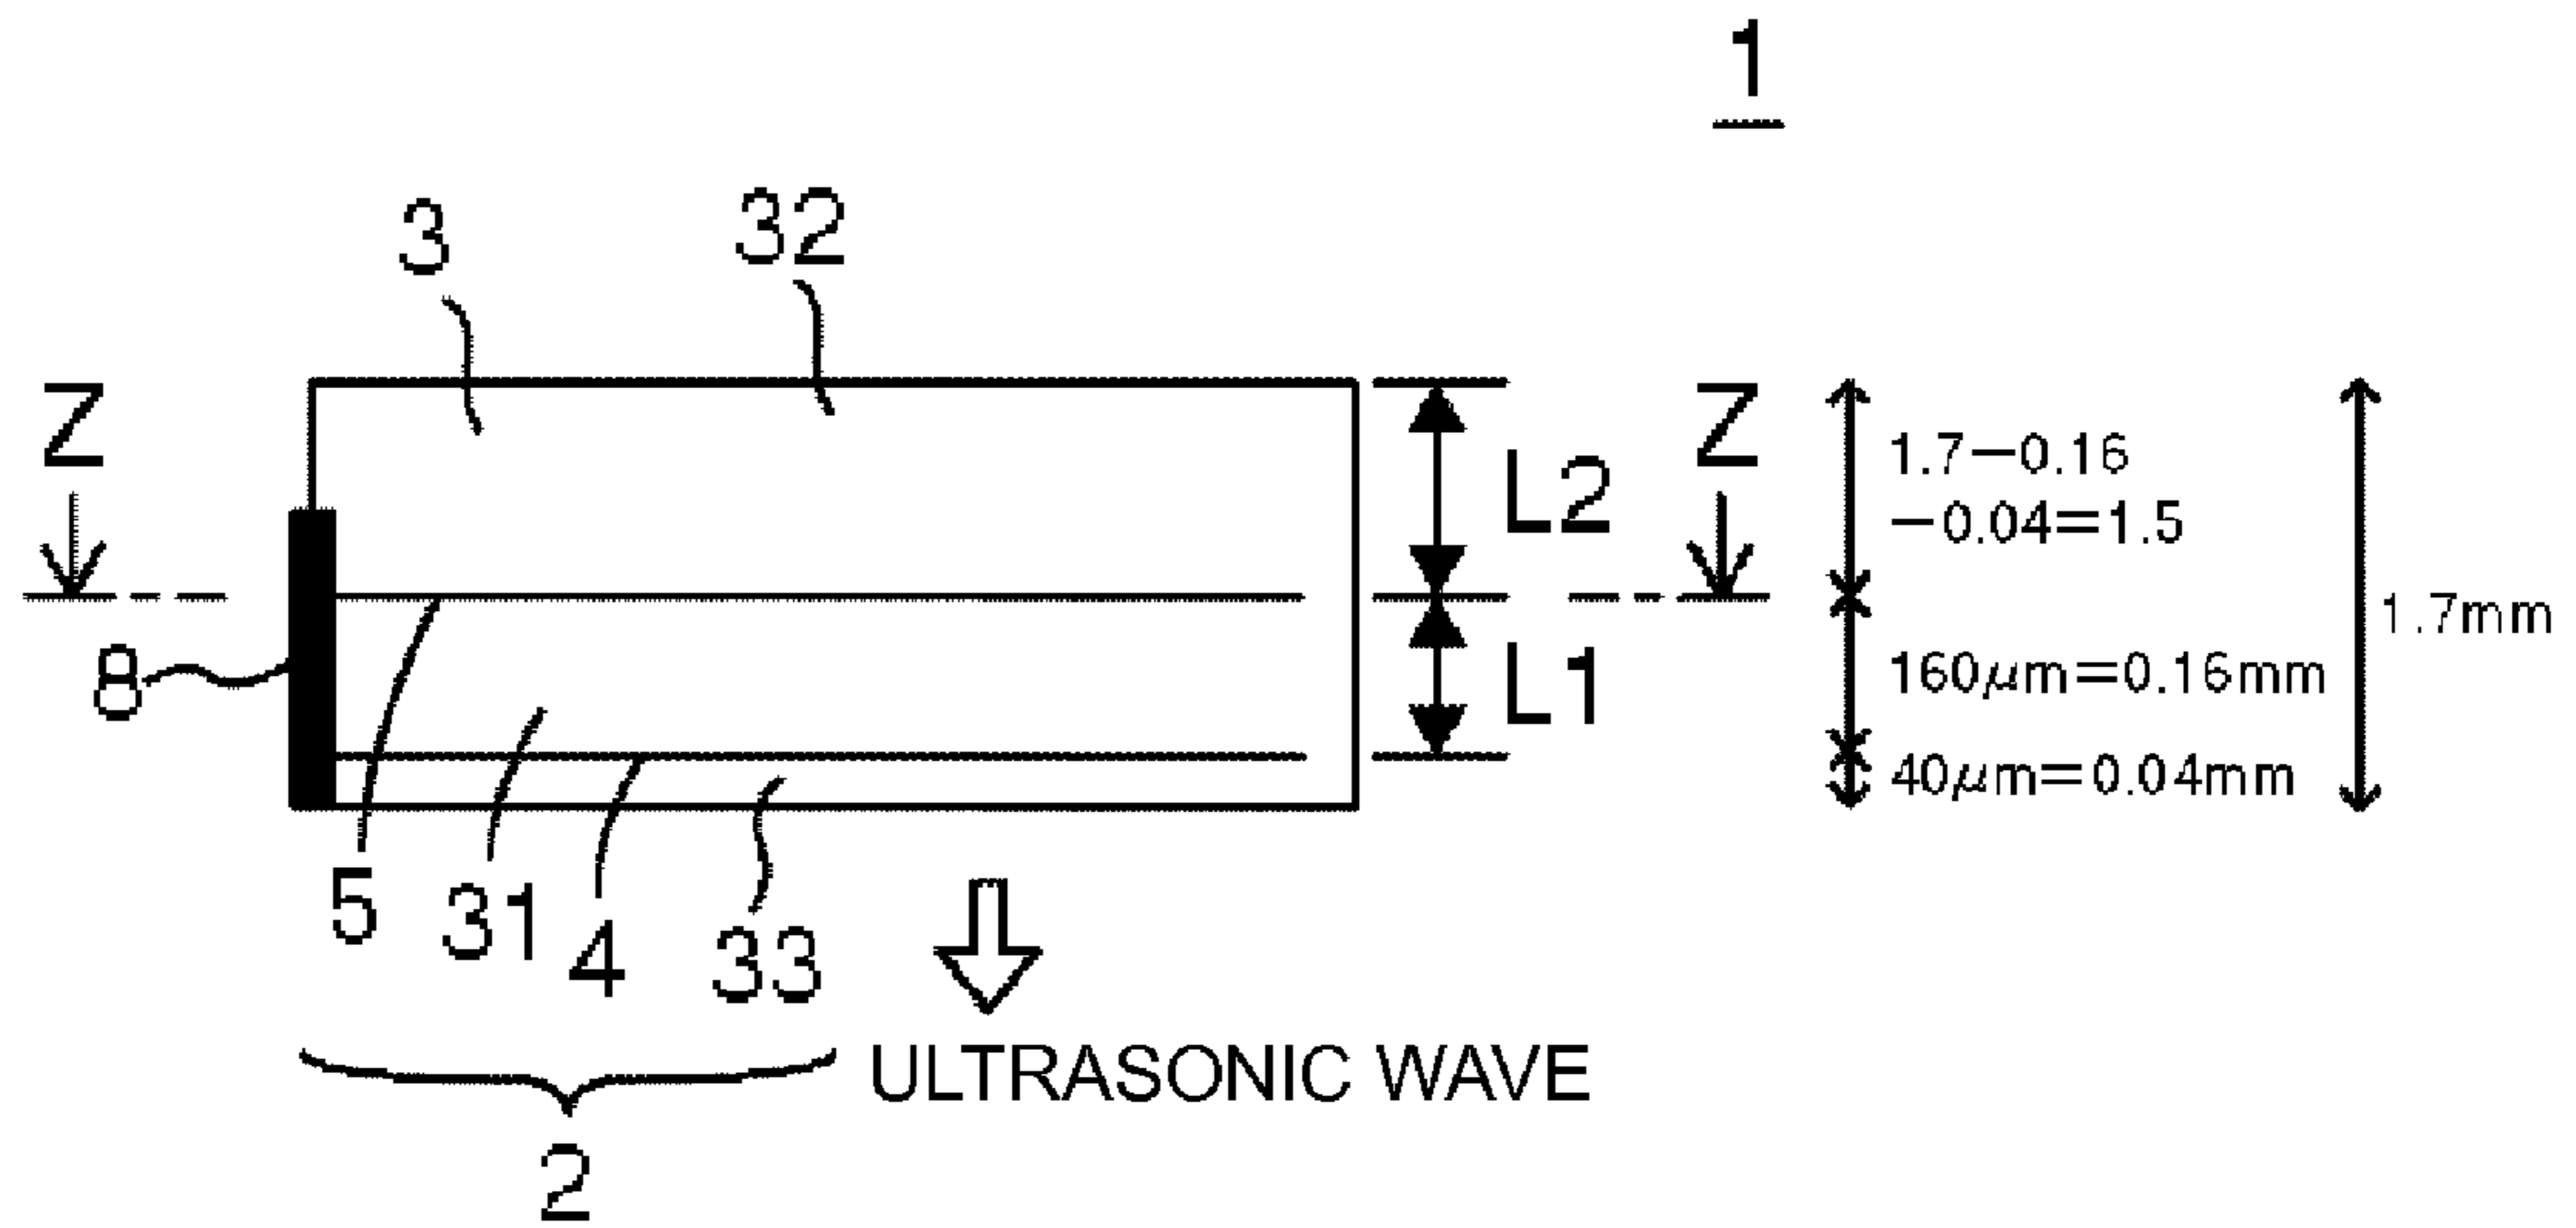 1
3
32
Z
Z
L2
1.7−0.16
−0.04=1.5
1.7mm
8
L1
160μm=0.16mm
40μm=0.04mm
5
31
4
33
ULTRASONIC WAVE
2